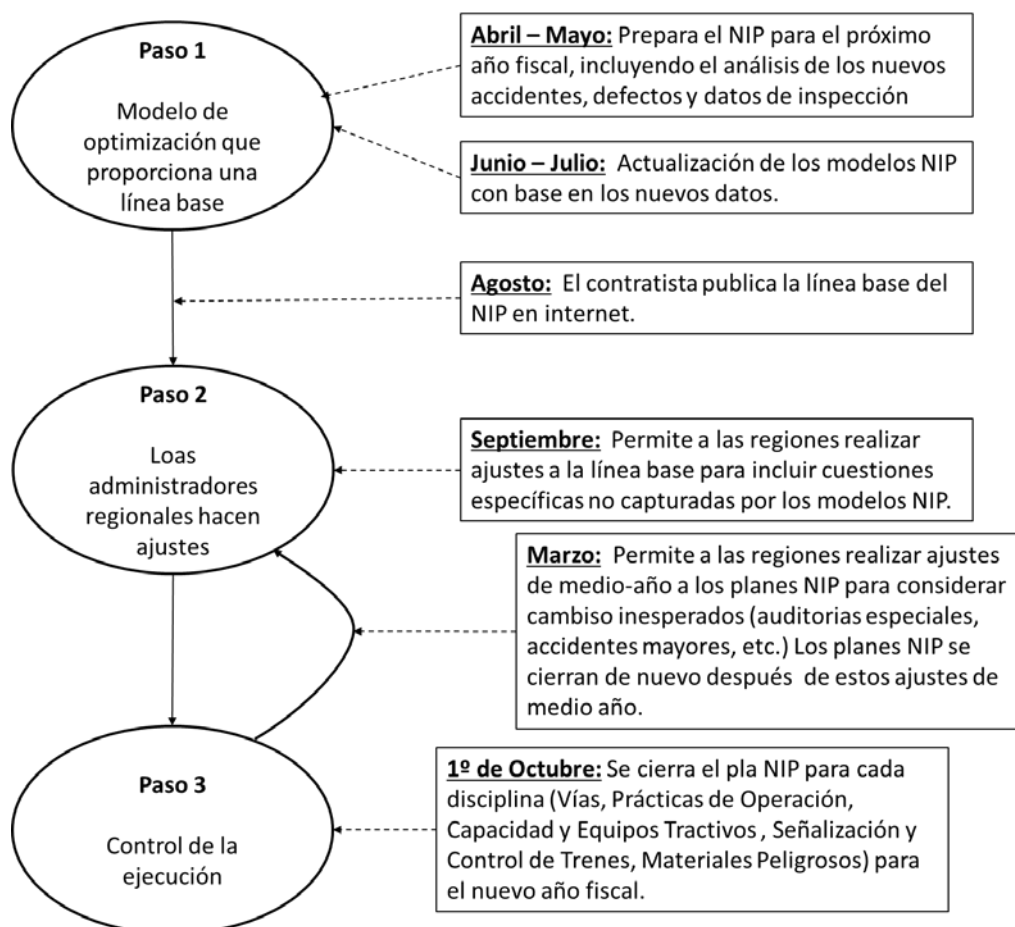 Paso 1
Modelo de
optimización que
proporciona una
línea base
Abril – Mayo: Prepara el NIP para el próximo
año fiscal, incluyendo el análisis de los nuevos
accidentes, defectos y datos de inspección
Junio – Julio: Actualización de los modelos NIP
con base en los nuevos datos.
Agosto: El contratista publica la línea base del
NIP en internet.
Paso 2
Loas
administradores
regionales hacen
ajustes
Septiembre: Permite a las regiones realizar
ajustes a la línea base para incluir cuestiones
específicas no capturadas por los modelos NIP.
Marzo: Permite a las regiones realizar ajustes
de medio-año a los planes NIP para considerar
cambiso inesperados (auditorias especiales,
accidentes mayores, etc.) Los planes NIP se
cierran de nuevo después de estos ajustes de
medio año.
Paso 3
Control de la
ejecución
1º de Octubre: Se cierra el pla NIP para cada
disciplina (Vías, Prácticas de Operación,
Capacidad y Equipos Tractivos , Señalización y
Control de Trenes, Materiales Peligrosos) para
el nuevo año fiscal.